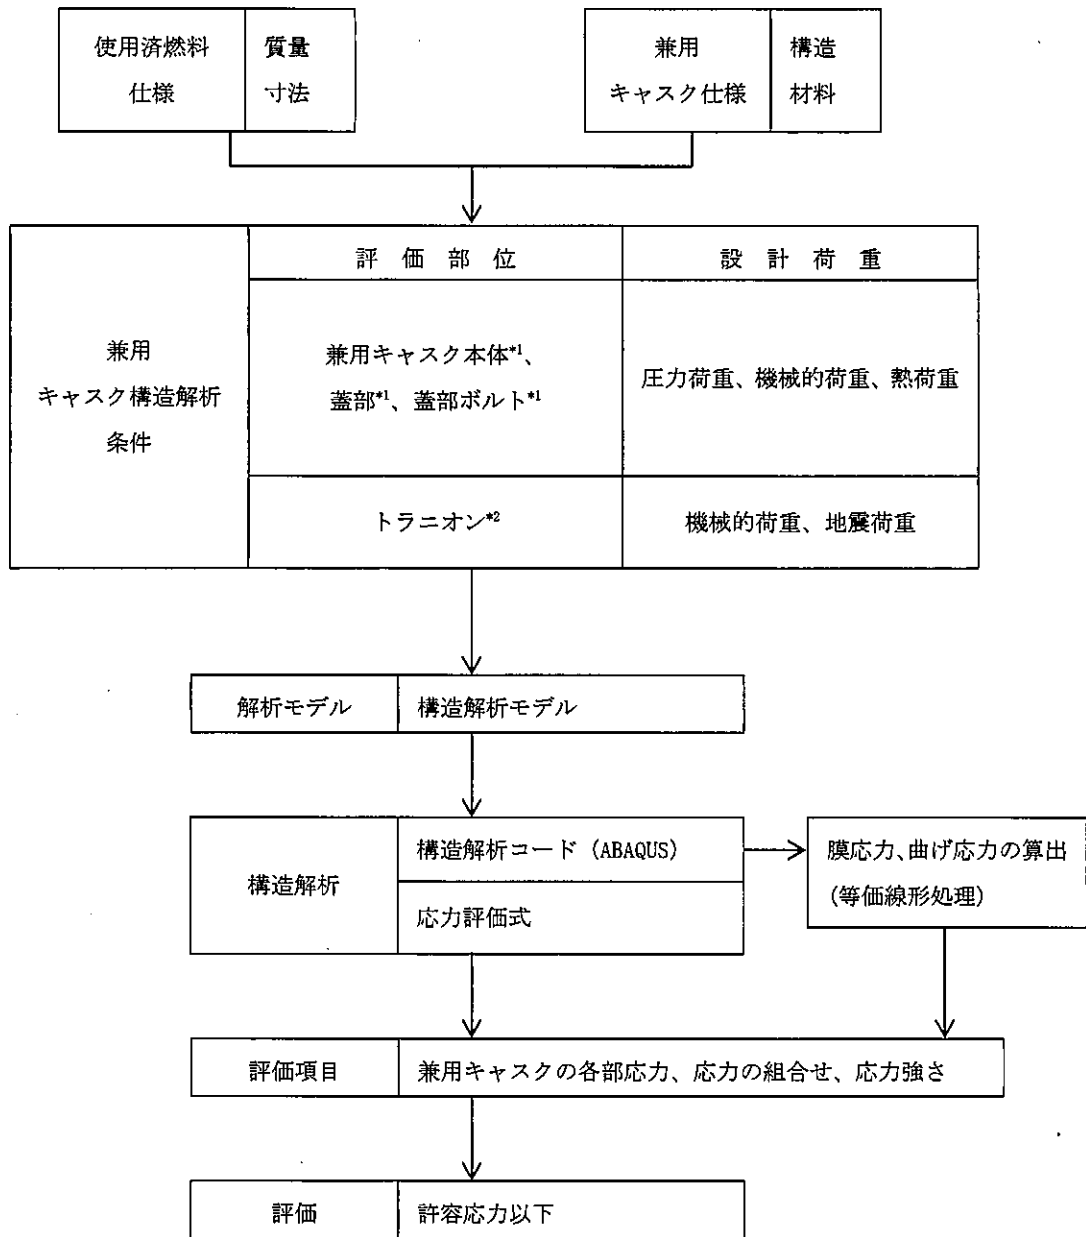 使用済燃料
仕様
質量
寸法
兼用
キャスク仕様
構造
材料
兼用
キャスク構造解析
条件
評価部位
設計荷重
兼用キャスク本体*1、
蓋部*1、蓋部ボルト*1
圧力荷重、機械的荷重、熱荷重
トラニオン*2
機械的荷重、地震荷重
解析モデル
構造解析モデル
構造解析
構造解析コード (ABAQUS)
応力評価式
膜応力、曲げ応力の算出
(等価線形処理)
評価項目
兼用キャスクの各部応力、応力の組合せ、応力強さ
評価
許容応力以下